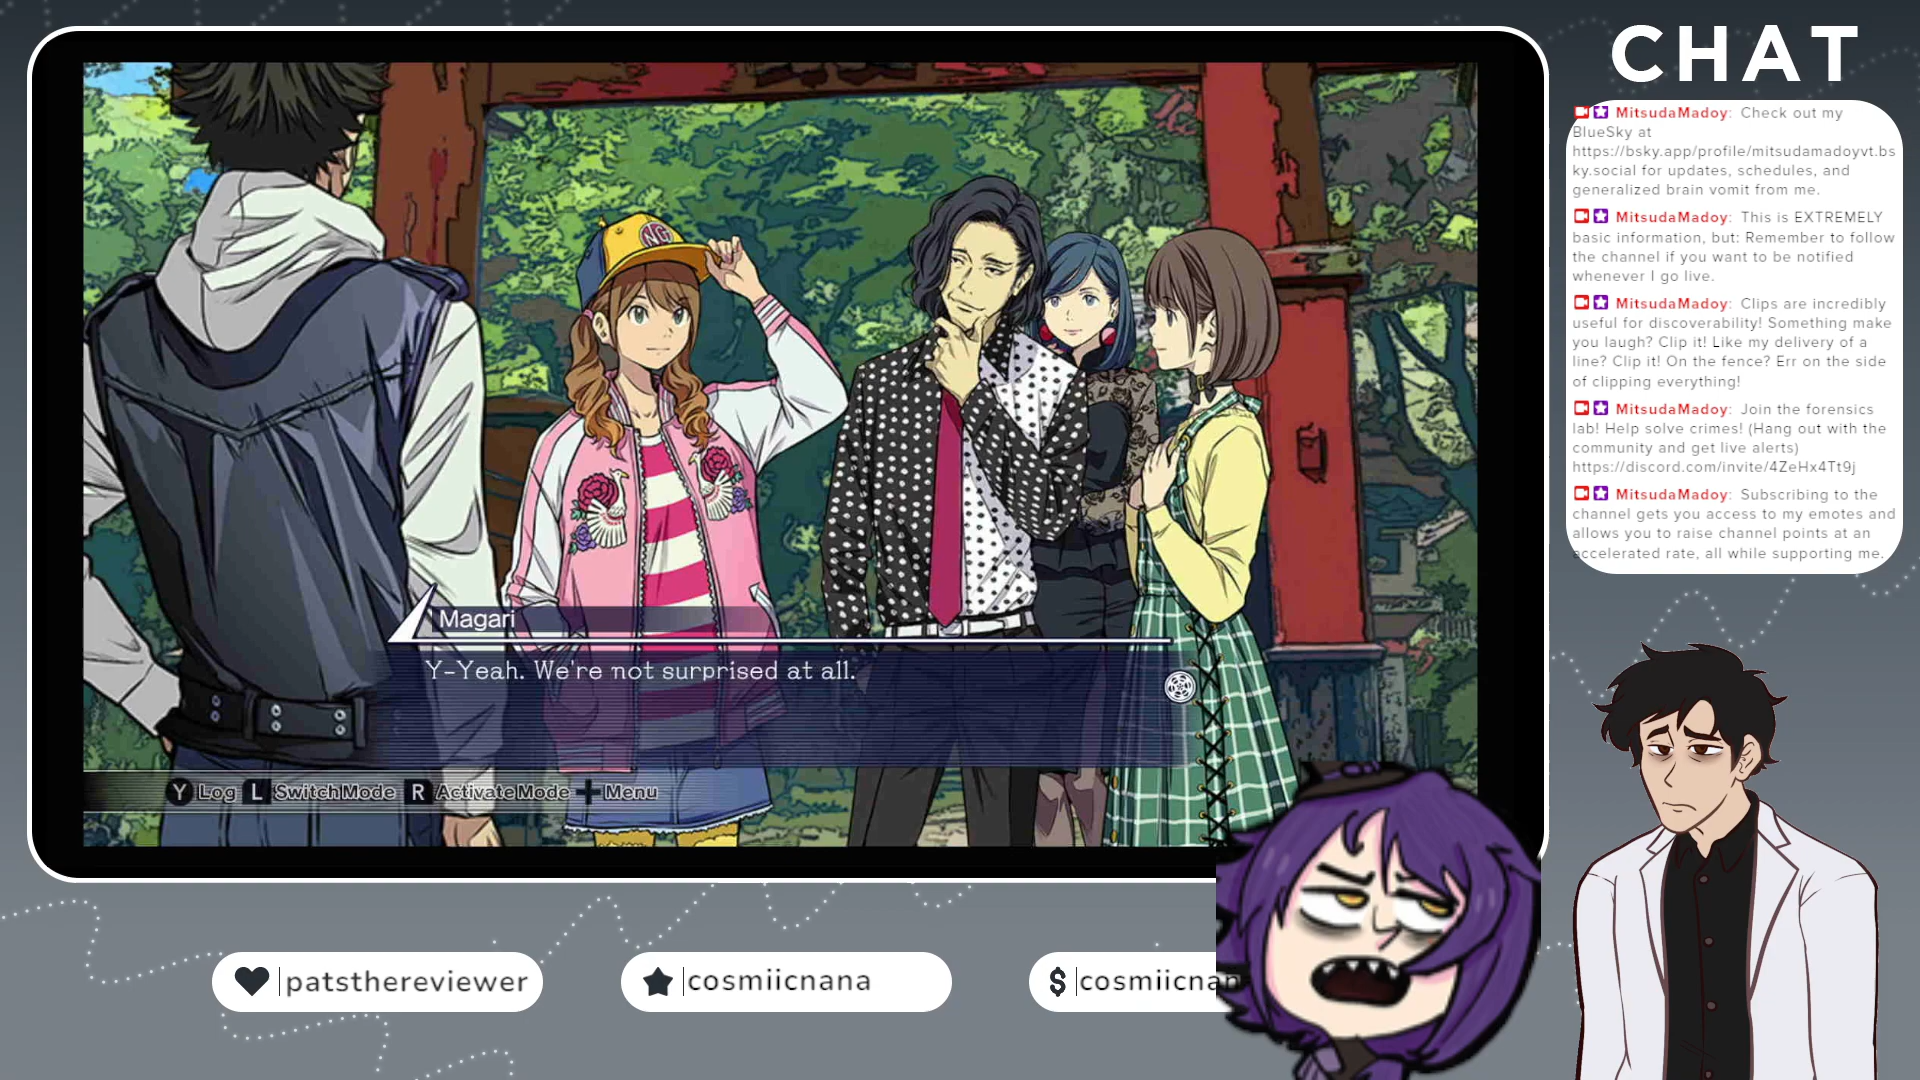 CHAT
MitsudaMadoy: Check out my
BlueSky at
https://bsky.app/profile/mitsudamadoyvt.bs
ky.social for updates, schedules, and
generalized brain vomit from me.
MitsudaMadoy: This is EXTREMELY
basic information, but: Remember to follow
the channel if you want to be notified
whenever I go live.
MitsudaMadoy: Clips are incredibly
useful for discoverability! Something make
you laugh? Clip it! Like my delivery of a
line? Clip it! On the fence? Err on the side
of clipping everything!
MitsudaMadoy: Join the forensics
lab! Help solve crimes! (Hang out with the
community and get live alerts)
https://discord.com/invite/4ZeHx4Tt9j
MitsudaMadoy: Subscribing to the
channel gets you access to my emotes and
allows you to raise channel points at an
accelerated rate, all while supporting me.
NG
Magari
Y-Yeah. We're not surprised at all.
Y Log L SwitchMode R ActivateMode + Menu
patsthereviewer
cosmiicnana
$ cosmiicnan